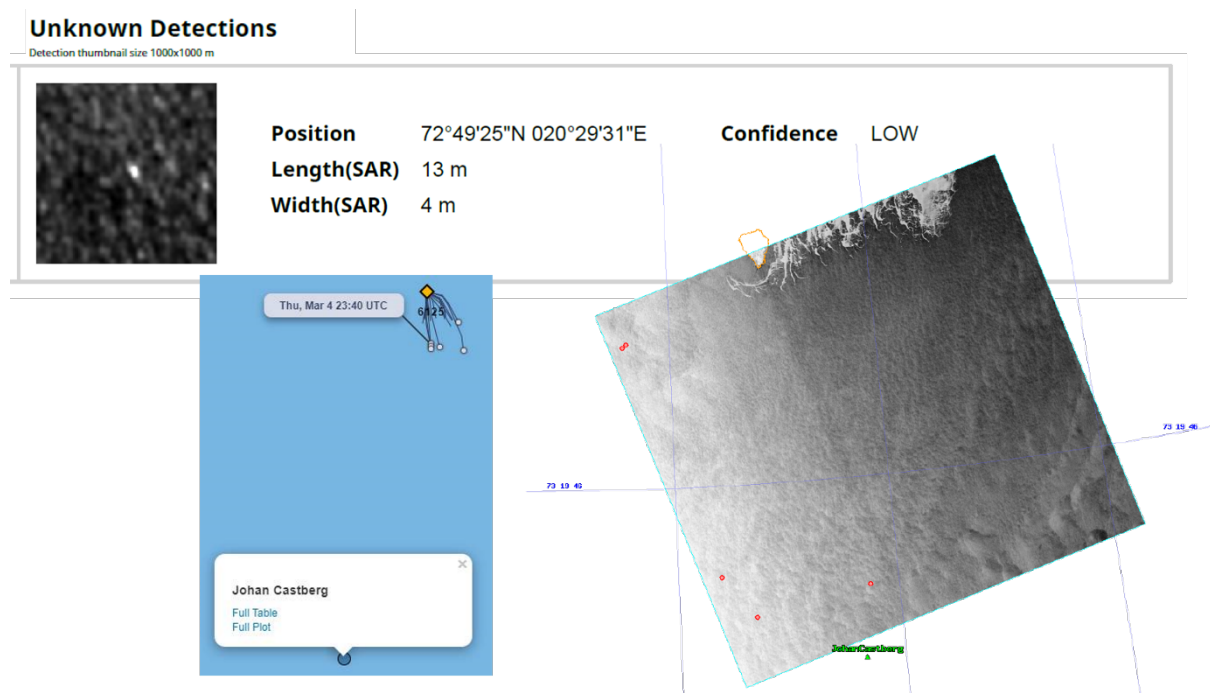 Unknown Detections
Detection thumbnail size 1000x1000 m
Position 72°49'25"N 020°29'31"E Confidence LOW
Length(SAR) 13 m
Width(SAR) 4 m
Thu, Mar 4 23:40 UTC
6125
73 19 46
73 19 46
×
Johan Castberg
Full Table
Full Plot
JohanCastberg